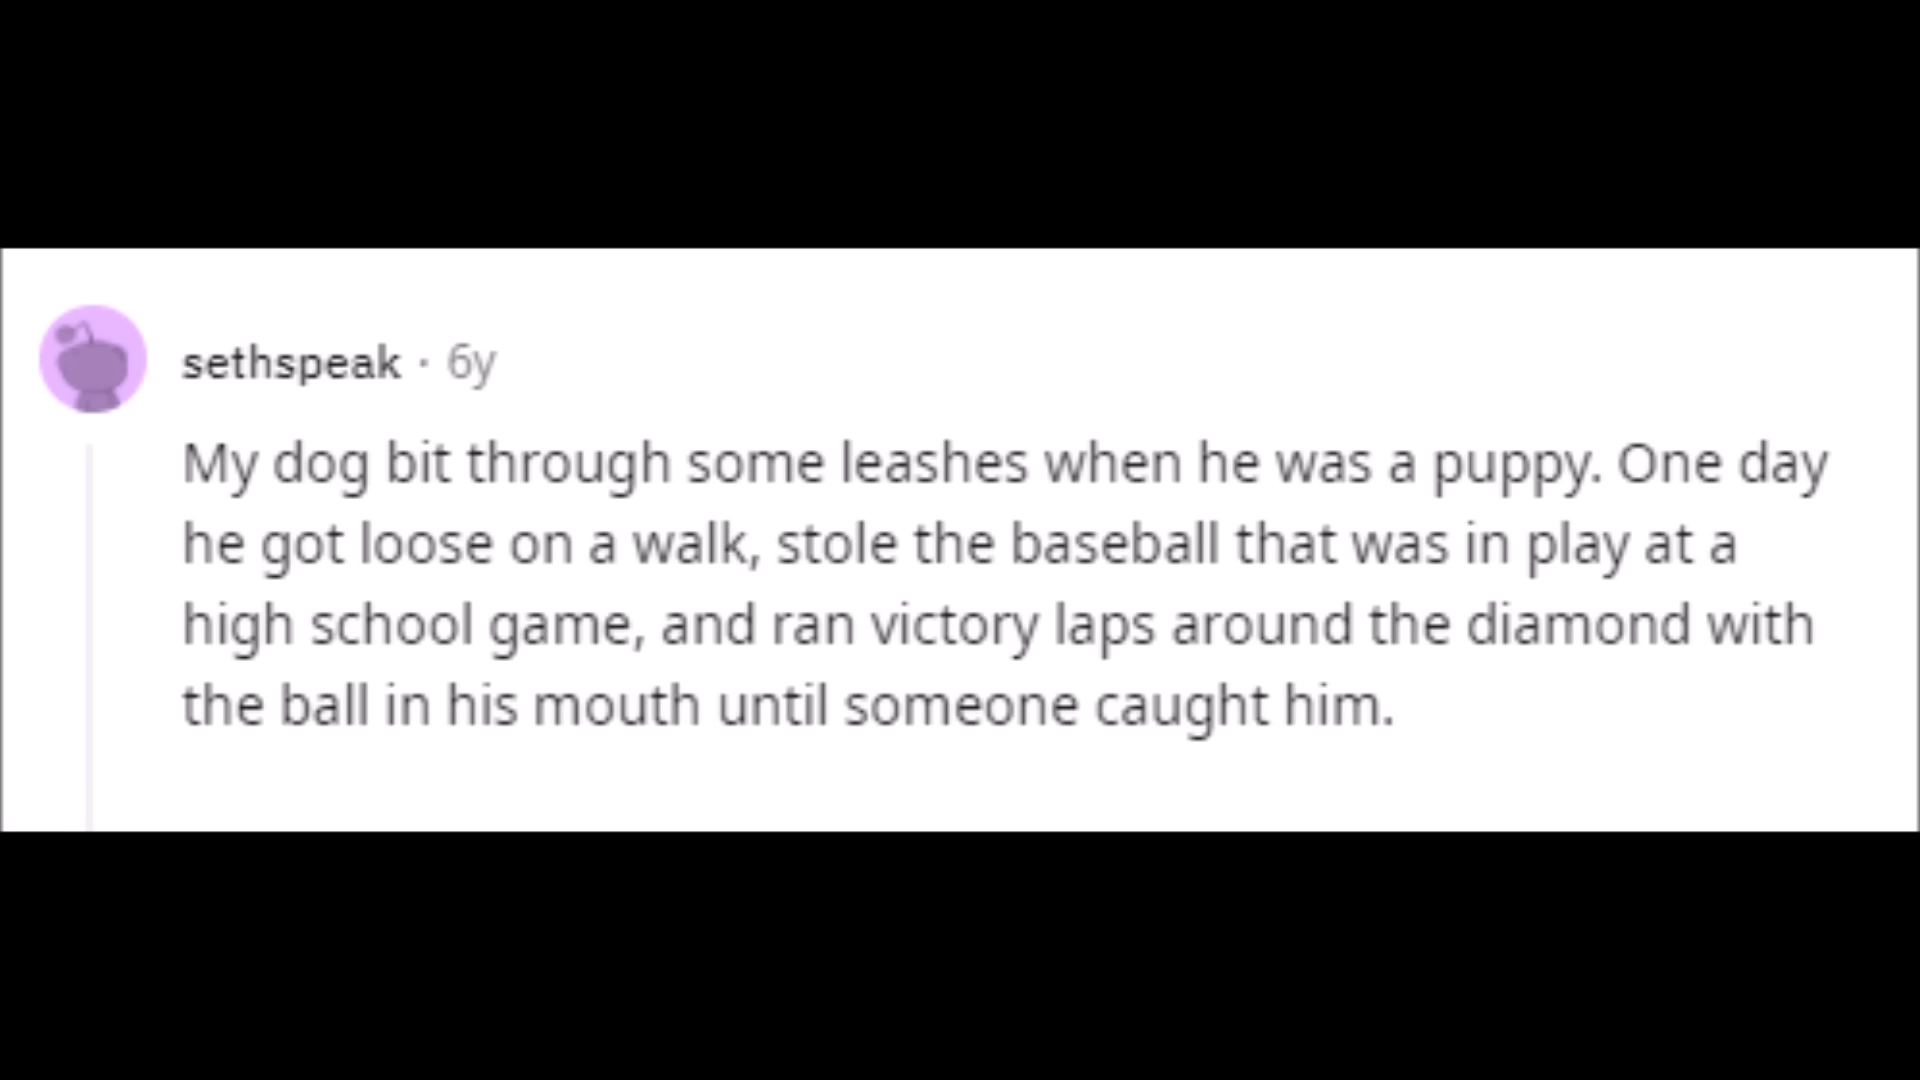 sethspeak · 6y
My dog bit through some leashes when he was a puppy. One day
he got loose on a walk, stole the baseball that was in play at a
high school game, and ran victory laps around the diamond with
the ball in his mouth until someone caught him.